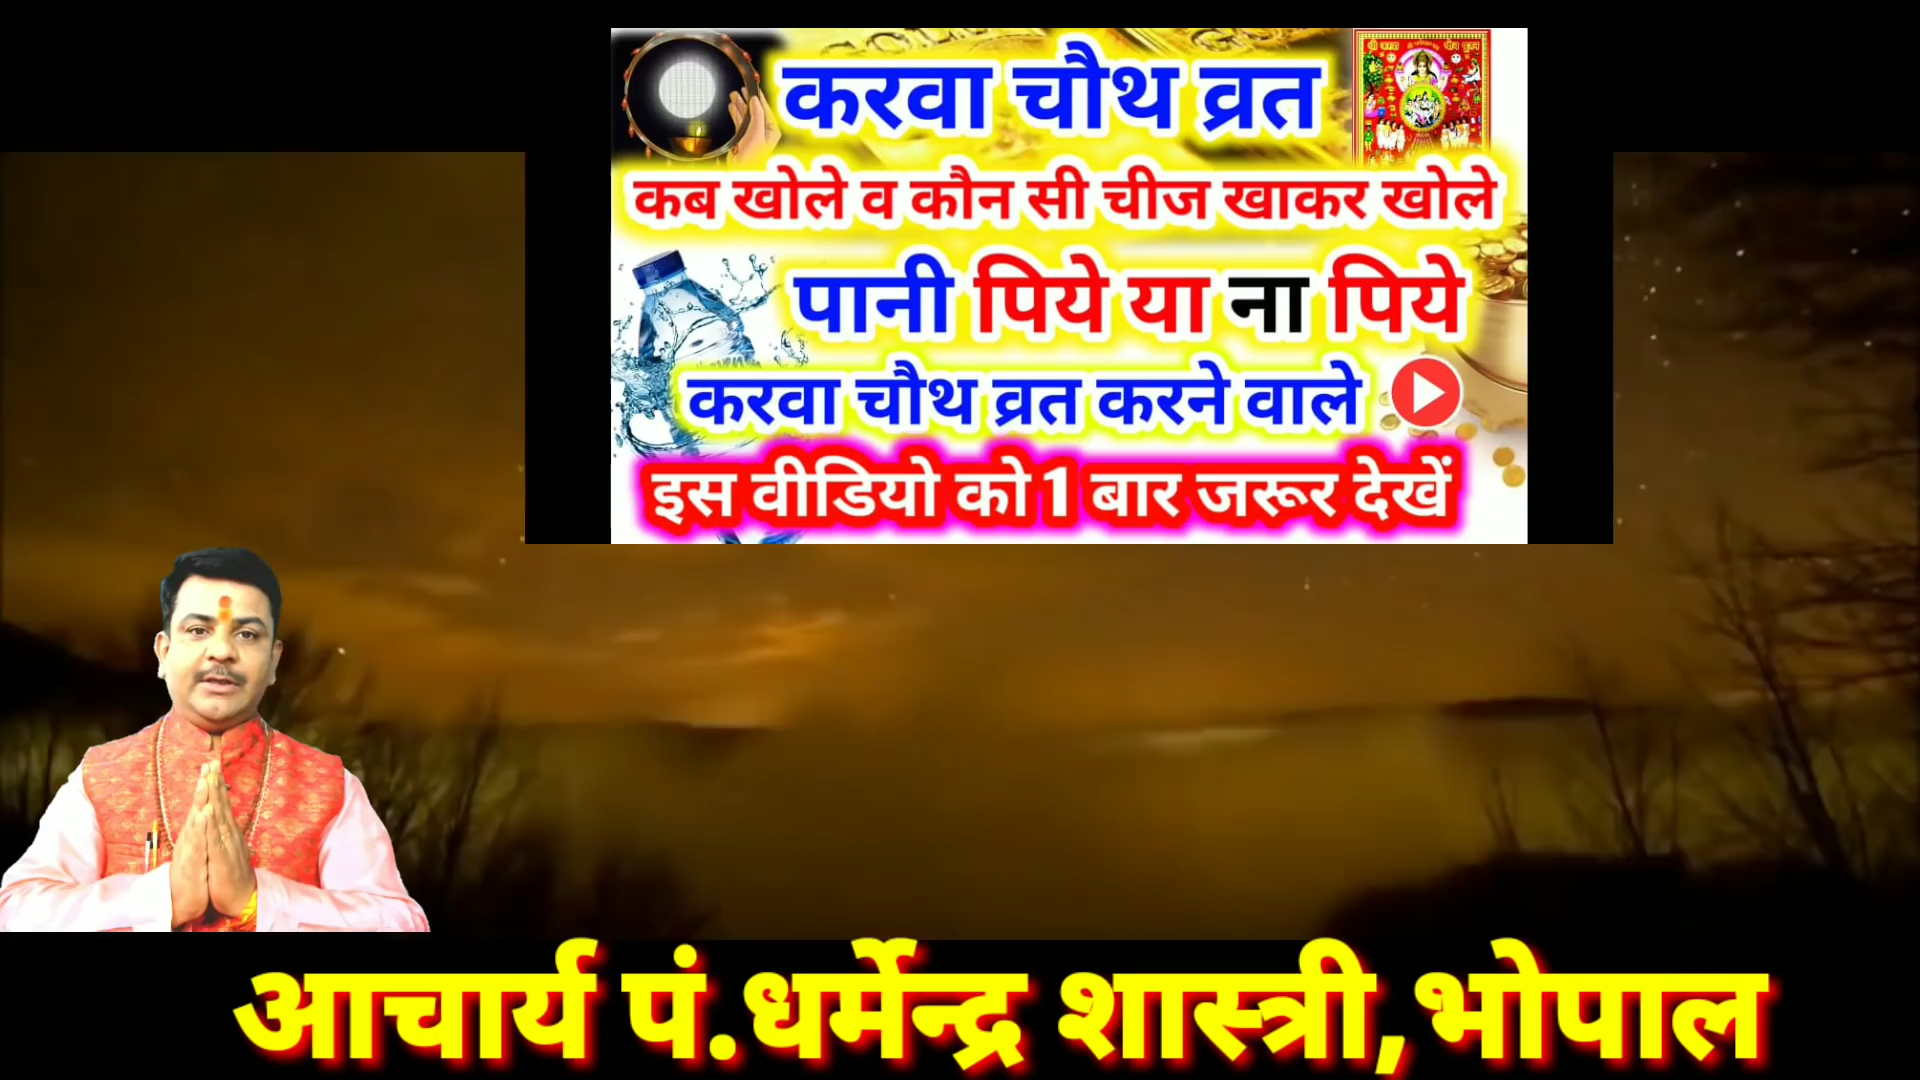 करवा चौथ व्रत
कब खोले व कौन सी चीज खाकर खोले
पानी पिये या ना पिये
करवा चौथ व्रत करने वाले
इस वीडियो को 1 बार जरूर देखें
आचार्य पं.धर्मेन्द्र शास्त्री,भोपाल